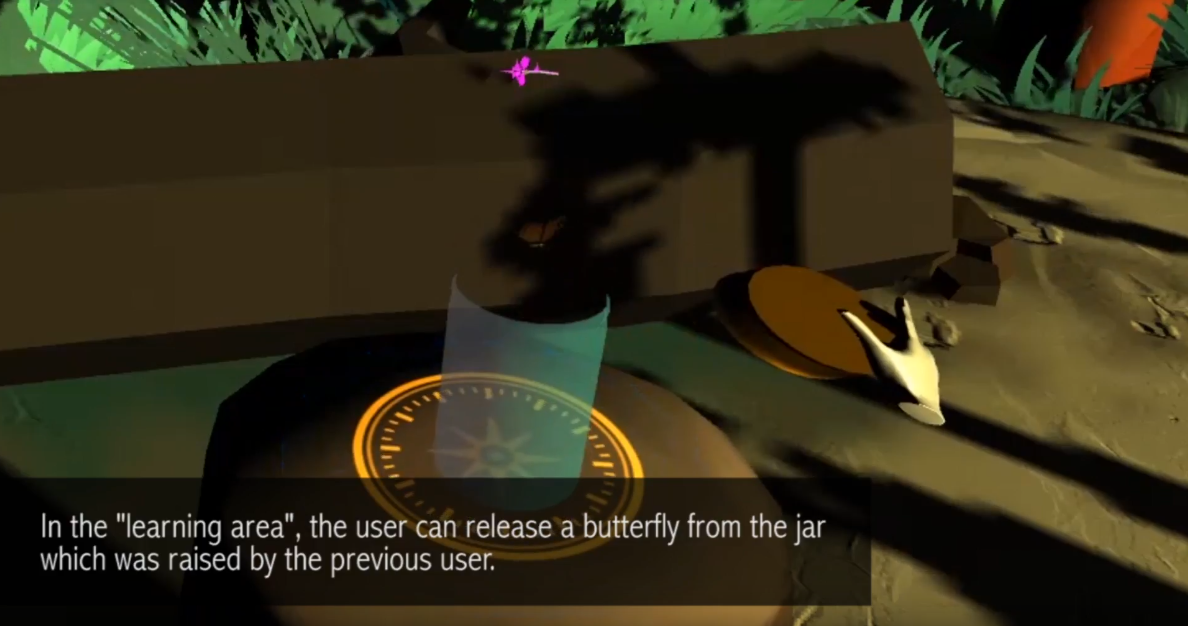 In the "learning area", the user can release a butterfly from the jar
which was raised by the previous user.